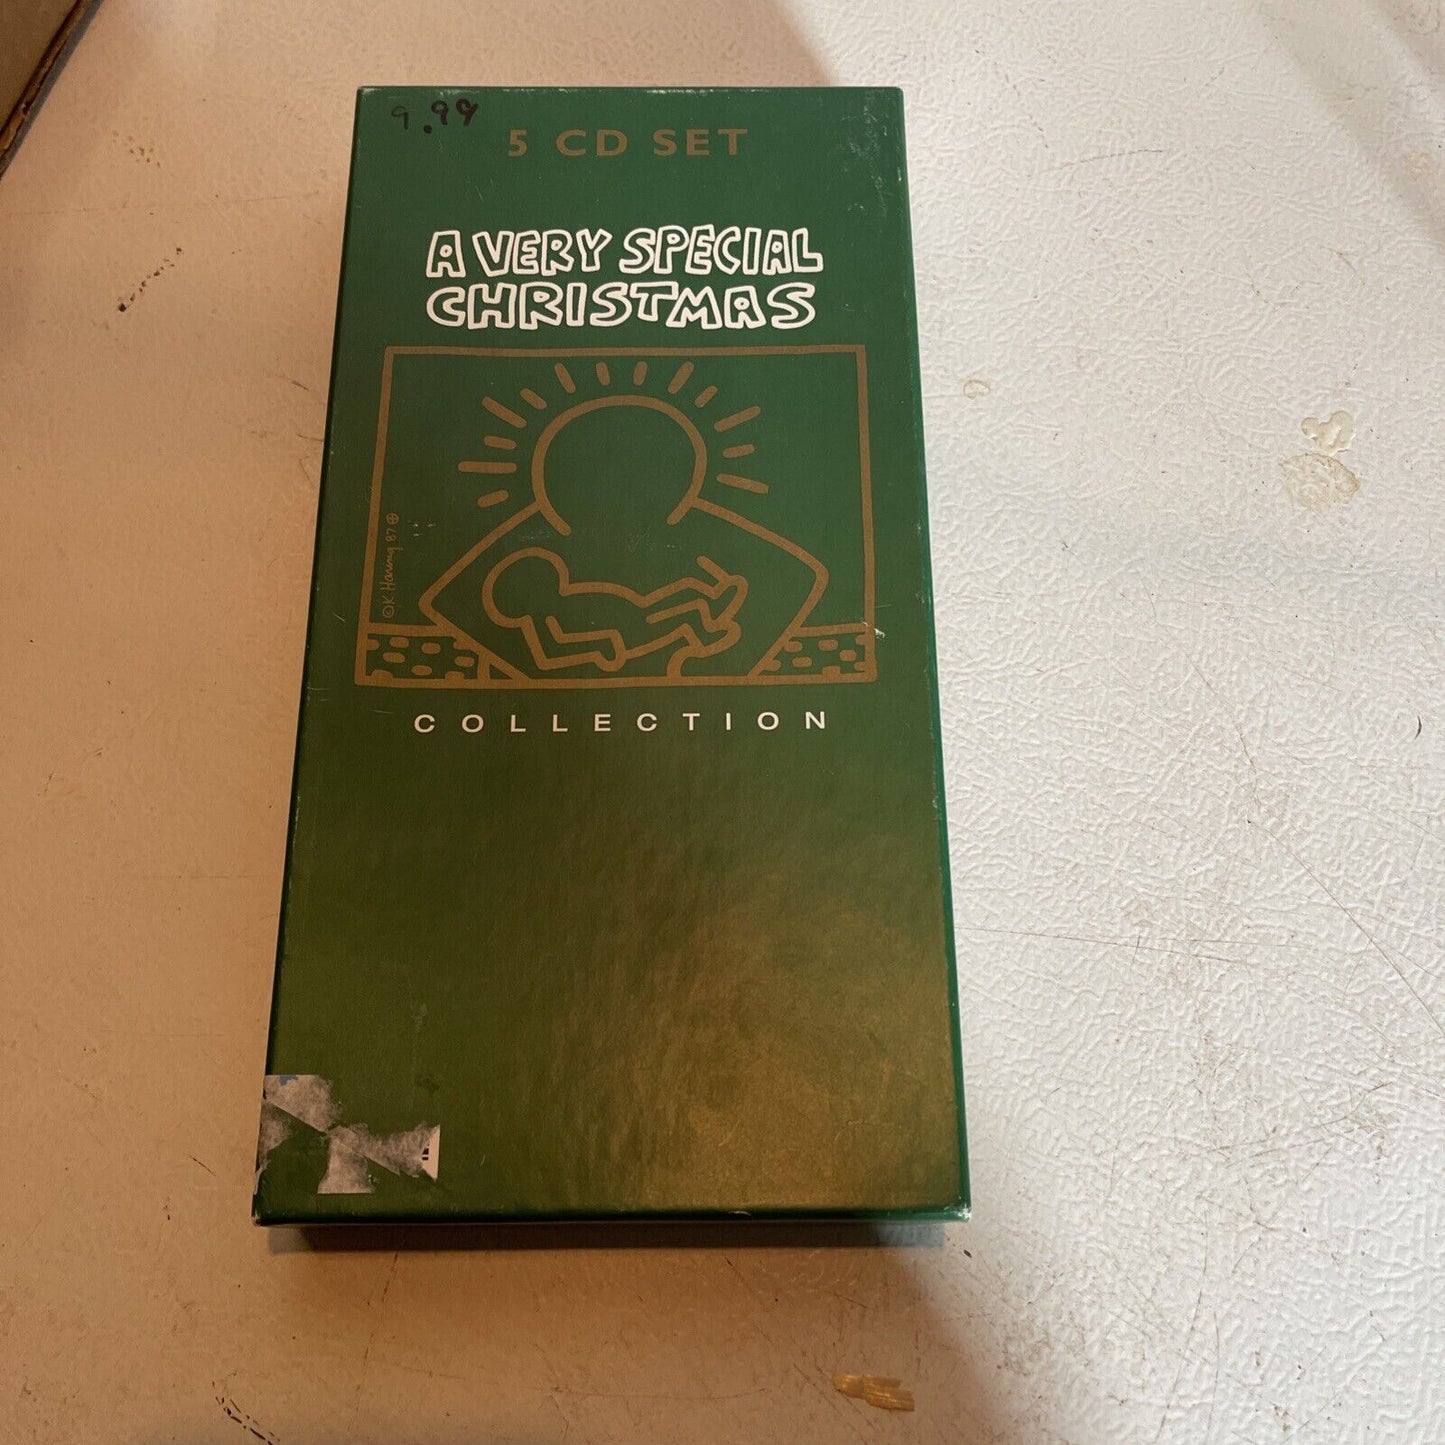 9.99
5 CD SET
A VERY SPECIAL
CHRISTMAS
© K. Haring 87 ⊕
COLLECTION